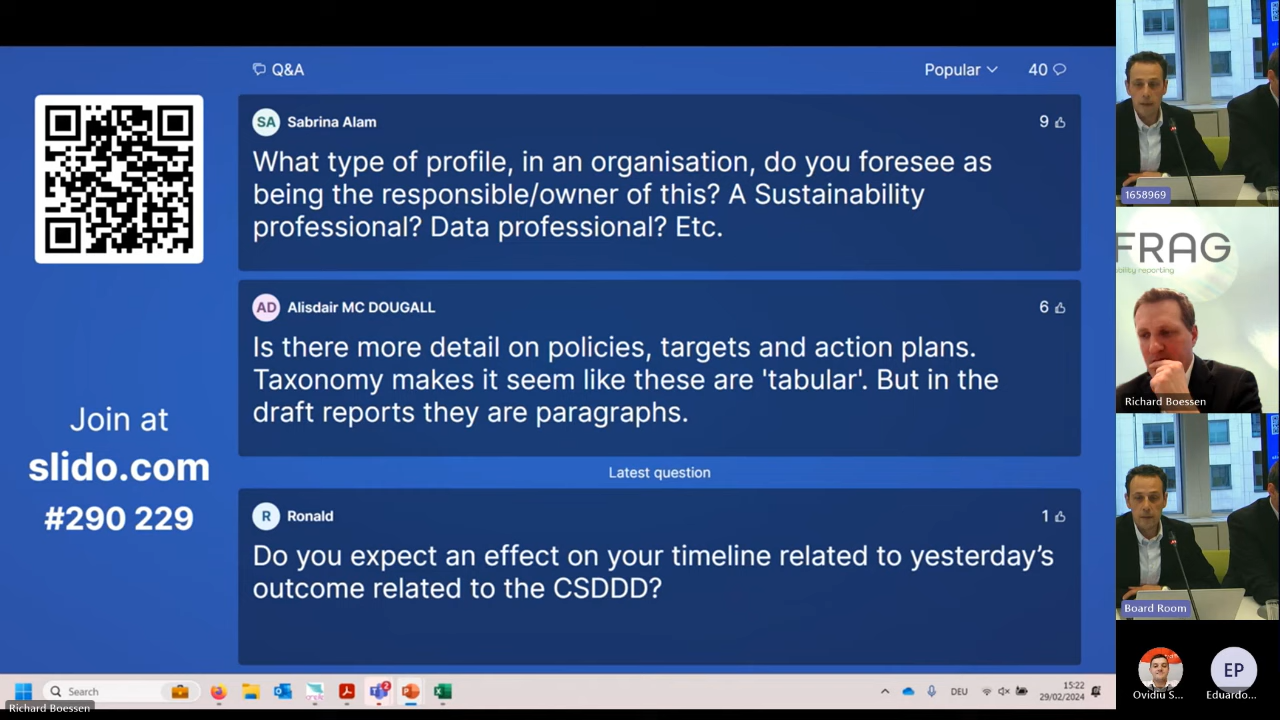 Q&A
Popular
40
SA
Sabrina Alam
9
What type of profile, in an organisation, do you foresee as
being the responsible/owner of this? A Sustainability
professional? Data professional? Etc.
AD
Alisdair MC DOUGALL
6
Is there more detail on policies, targets and action plans.
Taxonomy makes it seem like these are 'tabular'. But in the
draft reports they are paragraphs.
Latest question
R
Ronald
1
Do you expect an effect on your timeline related to yesterday's
outcome related to the CSDDD?
Join at
slido.com
#290 229
Search
2
DEU
15:22
29/02/2024
Richard Boessen
1658969
FRAG
bility reporting
Richard Boessen
Board Room
Ovidiu S...
EP
Eduardo...